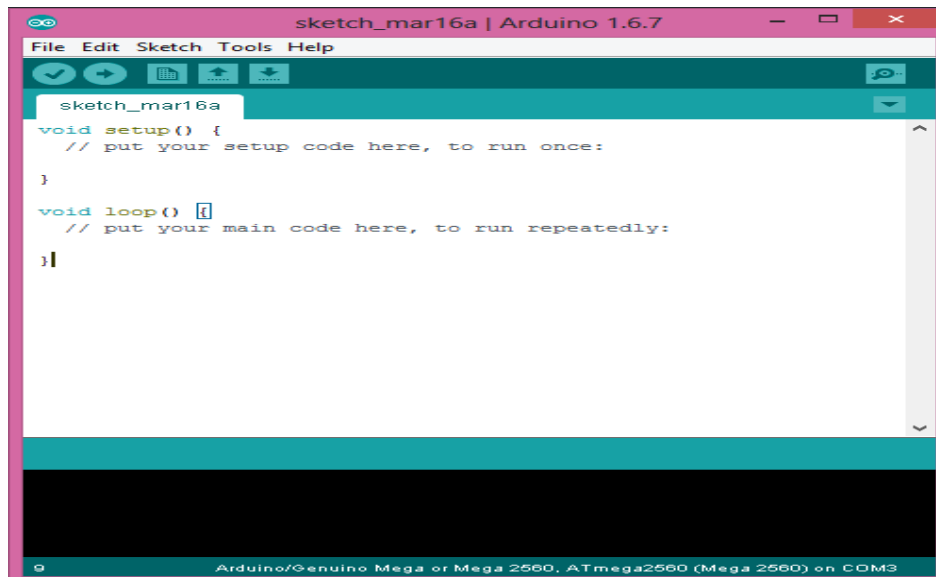 sketch_mar16a | Arduino 1.6.7
File Edit Sketch Tools Help
sketch_mar16a
void setup() {
  // put your setup code here, to run once:
}
void loop() {
  // put your main code here, to run repeatedly:
}
9 Arduino/Genuino Mega or Mega 2560, ATmega2560 (Mega 2560) on COM3